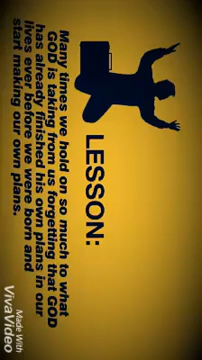 LESSON:
Many times we hold on so much to what
GOD is taking from us forgetting that GOD
has already finished his own plans in our
lives ever before we were born and
start making our own plans.
Made With
VivaVideo